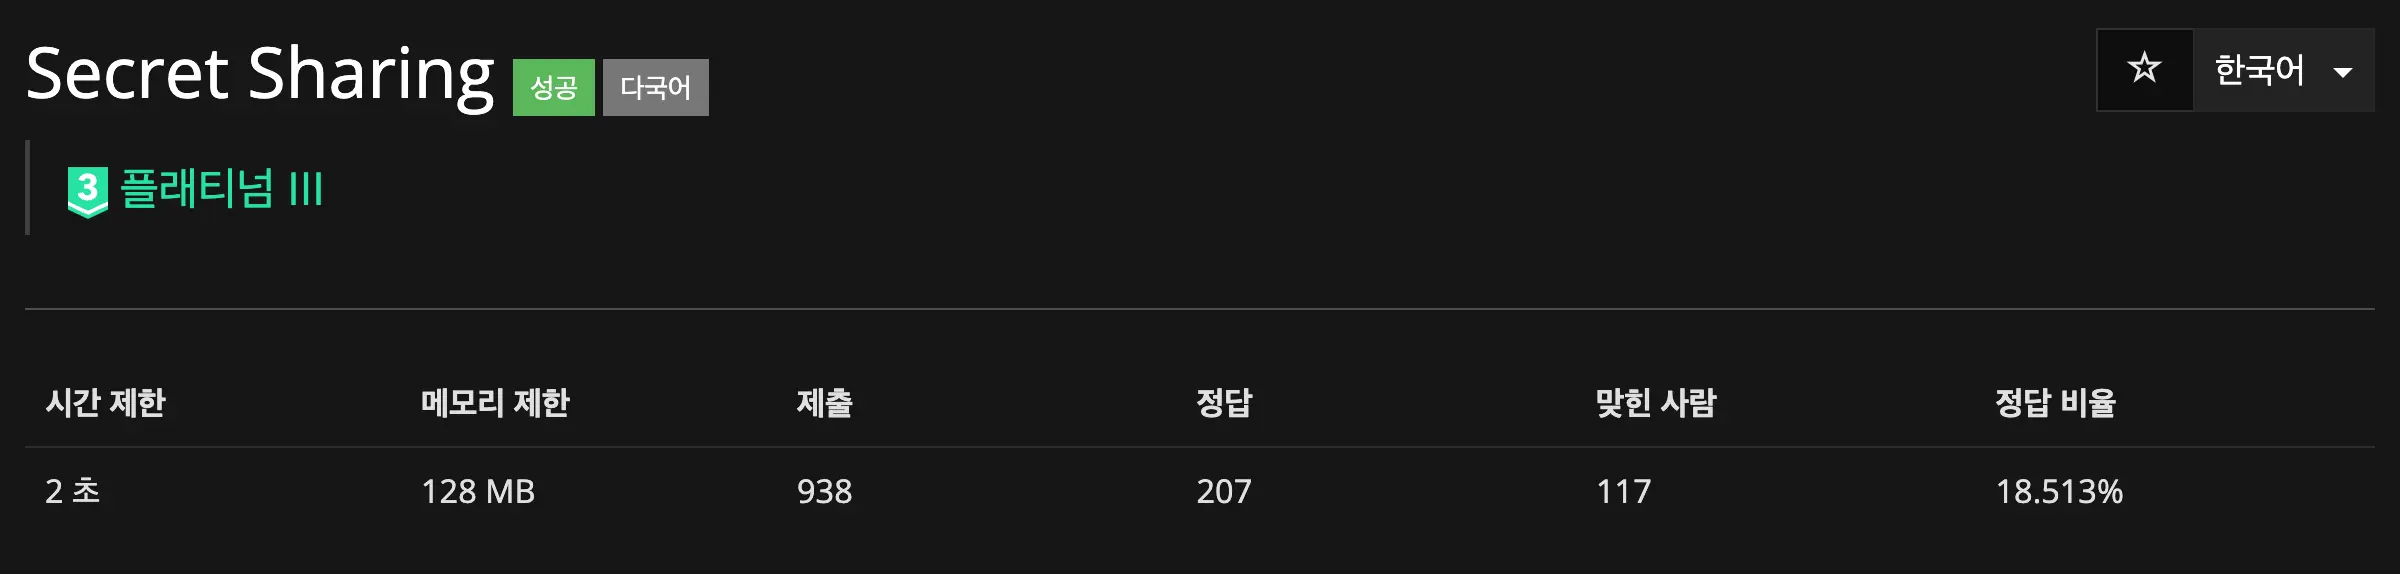 Secret Sharing 성공 다국어
☆ 한국어
3 플래티넘 III
시간 제한 메모리 제한 제출 정답 맞힌 사람 정답 비율
2 초 128 MB 938 207 117 18.513%